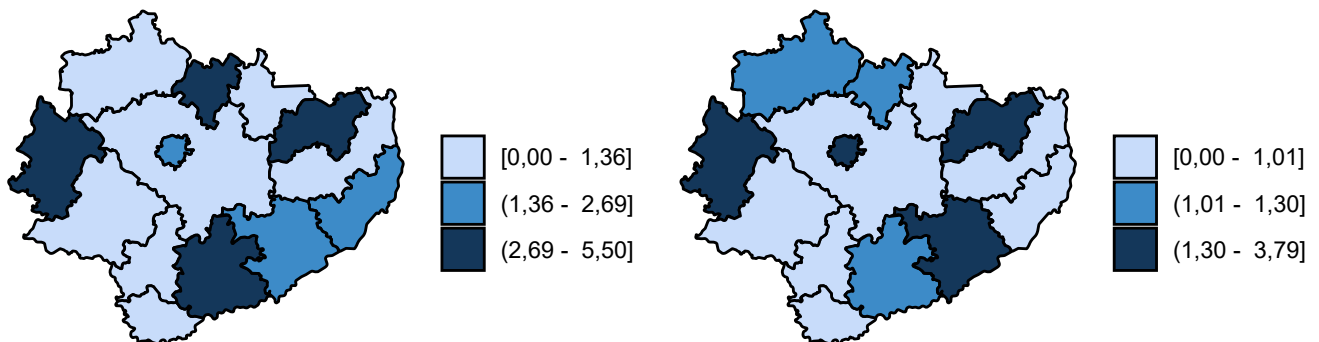 [0,00 - 1,36]
(1,36 - 2,69]
(2,69 - 5,50]
[0,00 - 1,01]
(1,01 - 1,30]
(1,30 - 3,79]